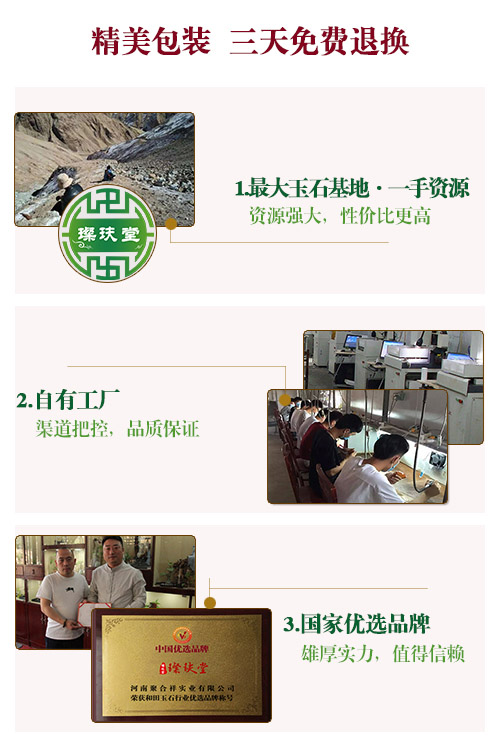 精美包装 三天免费退换
1.最大玉石基地·一手资源
资源强大，性价比更高
璨玞堂
2.自有工厂
渠道把控，品质保证
3.国家优选品牌
雄厚实力，值得信赖
中国优选品牌
璨玞堂
河南聚合祥实业有限公司
荣获和田玉石行业优选品牌称号